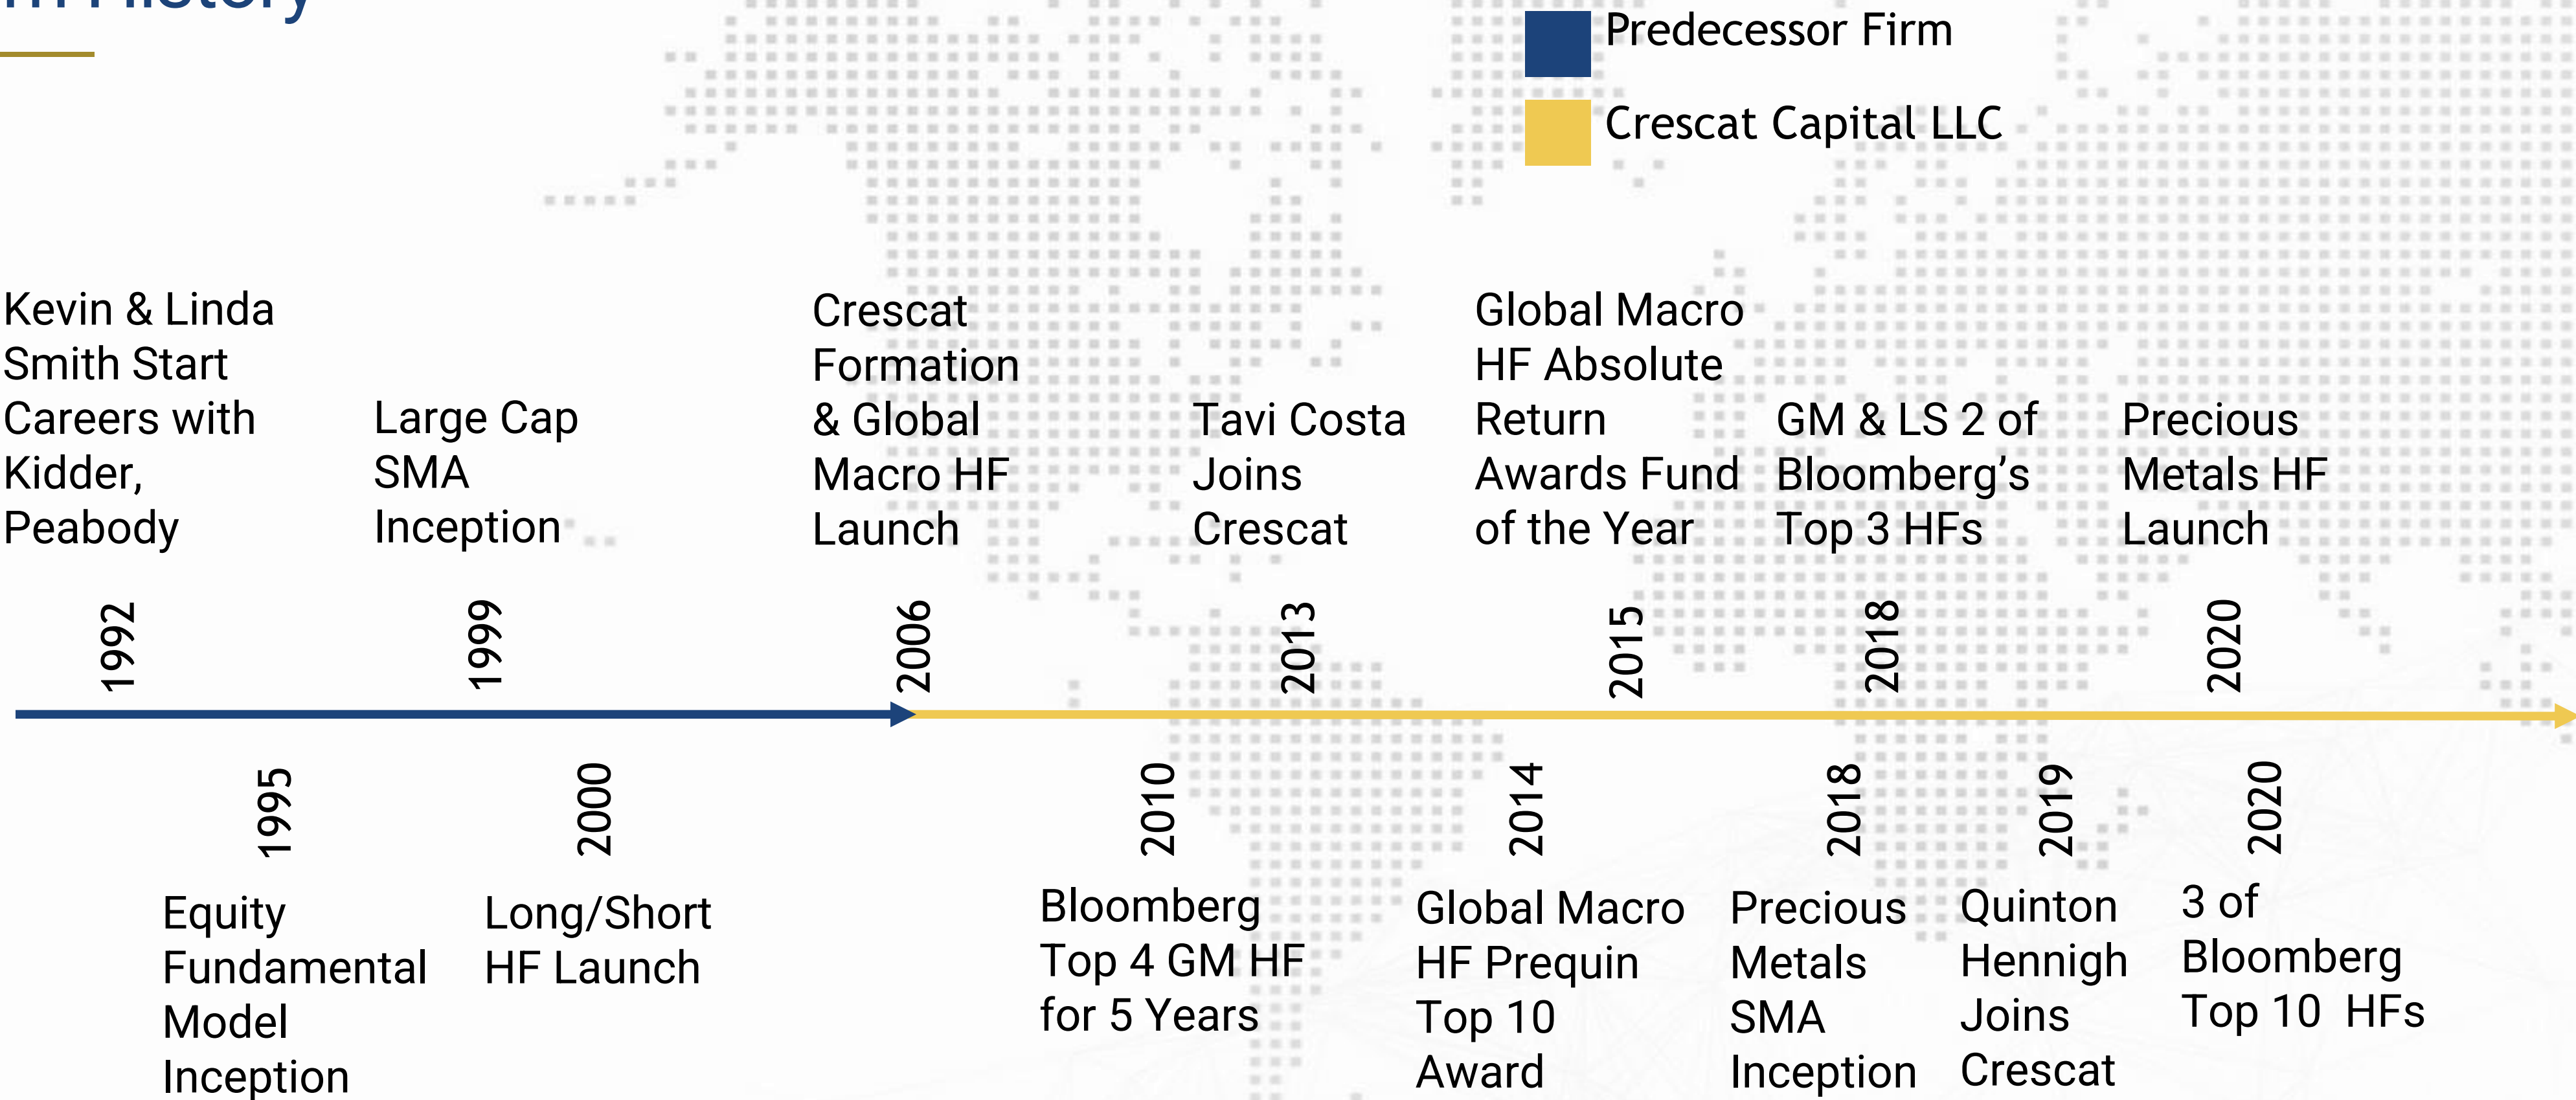 History
Predecessor Firm
Crescat Capital LLC
Kevin & Linda
Smith Start
Careers with
Kidder,
Peabody
Large Cap
SMA
Inception
Crescat
Formation
& Global
Macro HF
Launch
Tavi Costa
Joins
Crescat
Global Macro
HF Absolute
Return
Awards Fund
of the Year
GM & LS 2 of
Bloomberg’s
Top 3 HFs
Precious
Metals HF
Launch
1992
1999
2006
2013
2015
2018
2020
1995
2000
2010
2014
2018
2019
2020
Equity
Fundamental
Model
Inception
Long/Short
HF Launch
Bloomberg
Top 4 GM HF
for 5 Years
Global Macro
HF Prequin
Top 10
Award
Precious
Metals
SMA
Inception
Quinton
Hennigh
Joins
Crescat
3 of
Bloomberg
Top 10 HFs